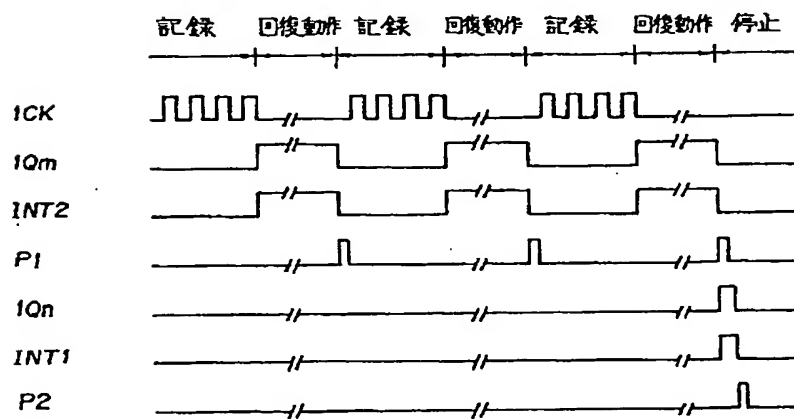 記録 回復動作 記録 回復動作 記録 回復動作 停止
1CK
1Qm
INT2
P1
1Qn
INT1
P2